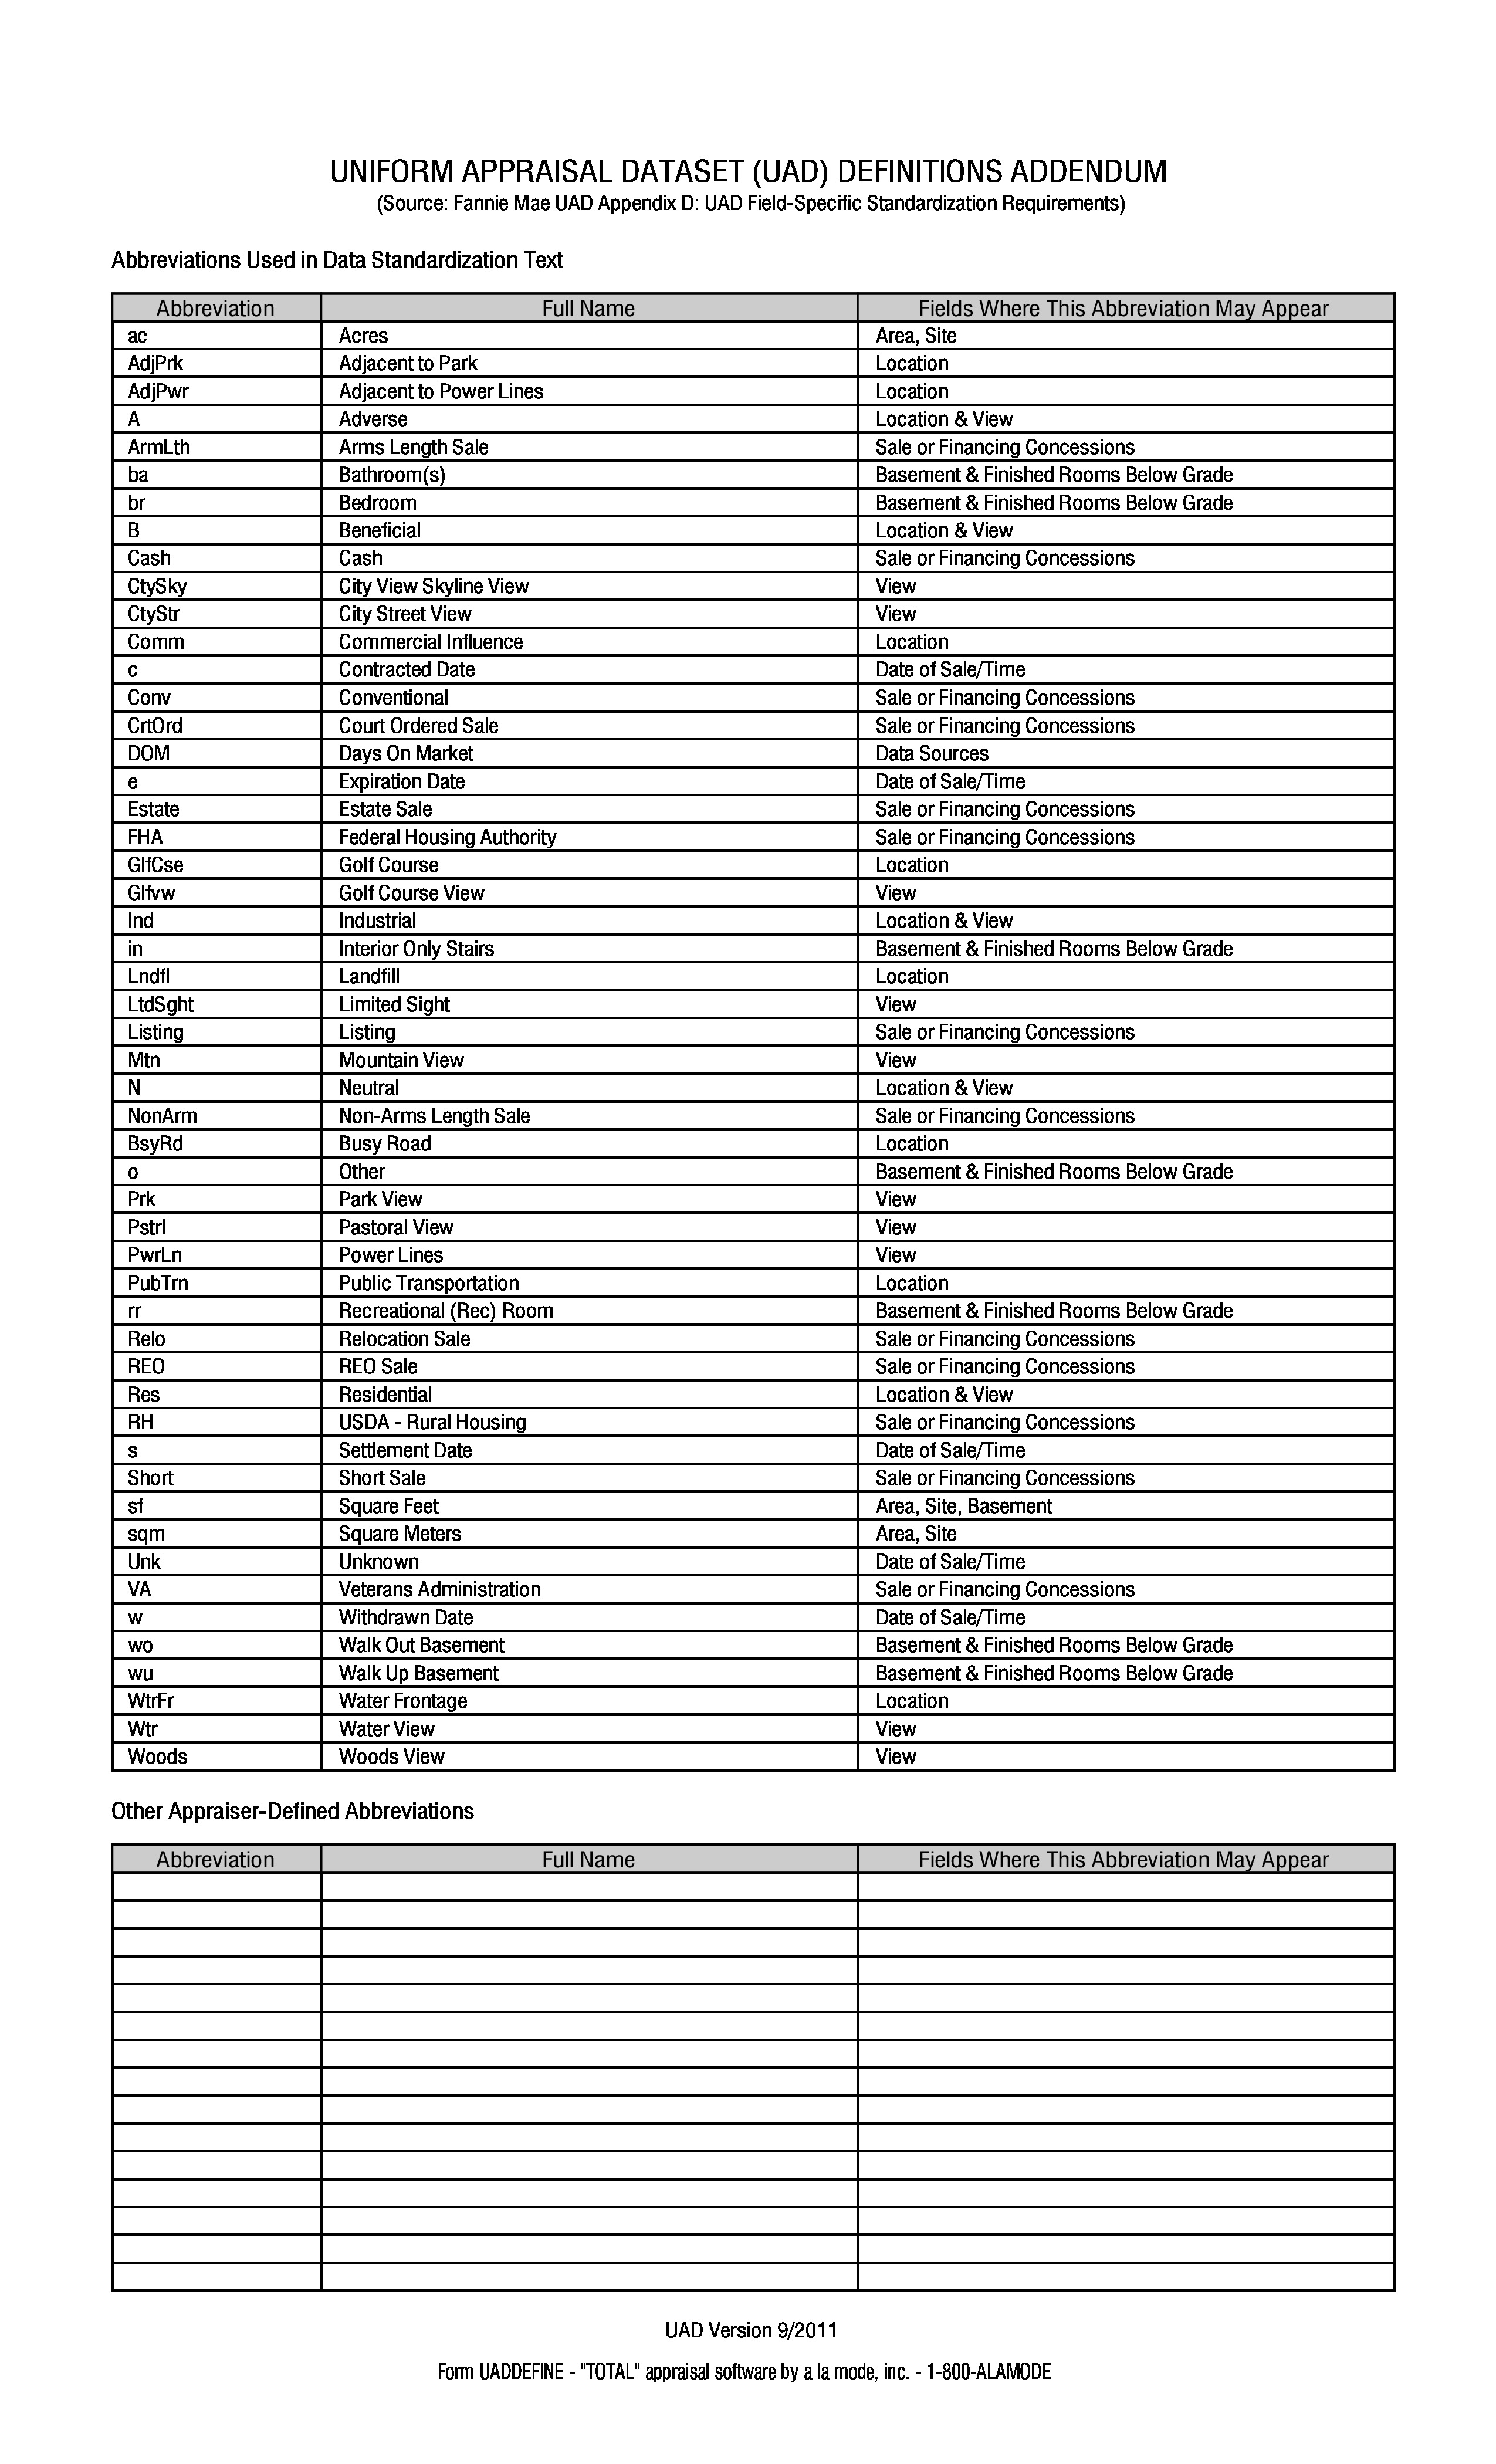 UNIFORM APPRAISAL DATASET (UAD) DEFINITIONS ADDENDUM
(Source: Fannie Mae UAD Appendix D: UAD Field-Specific Standardization Requirements)
Abbreviations Used in Data Standardization Text
Abbreviation Full Name Fields Where This Abbreviation May Appear
ac Acres Area, Site
AdjPrk Adjacent to Park Location
AdjPwr Adjacent to Power Lines Location
A Adverse Location & View
ArmLth Arms Length Sale Sale or Financing Concessions
ba Bathroom(s) Basement & Finished Rooms Below Grade
br Bedroom Basement & Finished Rooms Below Grade
B Beneficial Location & View
Cash Cash Sale or Financing Concessions
CtySky City View Skyline View View
CtyStr City Street View View
Comm Commercial Influence Location
c Contracted Date Date of Sale/Time
Conv Conventional Sale or Financing Concessions
CrtOrd Court Ordered Sale Sale or Financing Concessions
DOM Days On Market Data Sources
e Expiration Date Date of Sale/Time
Estate Estate Sale Sale or Financing Concessions
FHA Federal Housing Authority Sale or Financing Concessions
GlfCse Golf Course Location
Glfvw Golf Course View View
Ind Industrial Location & View
in Interior Only Stairs Basement & Finished Rooms Below Grade
Lndfl Landfill Location
LtdSght Limited Sight View
Listing Listing Sale or Financing Concessions
Mtn Mountain View View
N Neutral Location & View
NonArm Non-Arms Length Sale Sale or Financing Concessions
BsyRd Busy Road Location
o Other Basement & Finished Rooms Below Grade
Prk Park View View
Pstrl Pastoral View View
PwrLn Power Lines View
PubTrn Public Transportation Location
rr Recreational (Rec) Room Basement & Finished Rooms Below Grade
Relo Relocation Sale Sale or Financing Concessions
REO REO Sale Sale or Financing Concessions
Res Residential Location & View
RH USDA - Rural Housing Sale or Financing Concessions
s Settlement Date Date of Sale/Time
Short Short Sale Sale or Financing Concessions
sf Square Feet Area, Site, Basement
sqm Square Meters Area, Site
Unk Unknown Date of Sale/Time
VA Veterans Administration Sale or Financing Concessions
w Withdrawn Date Date of Sale/Time
wo Walk Out Basement Basement & Finished Rooms Below Grade
wu Walk Up Basement Basement & Finished Rooms Below Grade
WtrFr Water Frontage Location
Wtr Water View View
Woods Woods View View
Other Appraiser-Defined Abbreviations
Abbreviation Full Name Fields Where This Abbreviation May Appear
UAD Version 9/2011
Form UADDEFINE - "TOTAL" appraisal software by a la mode, inc. - 1-800-ALAMODE